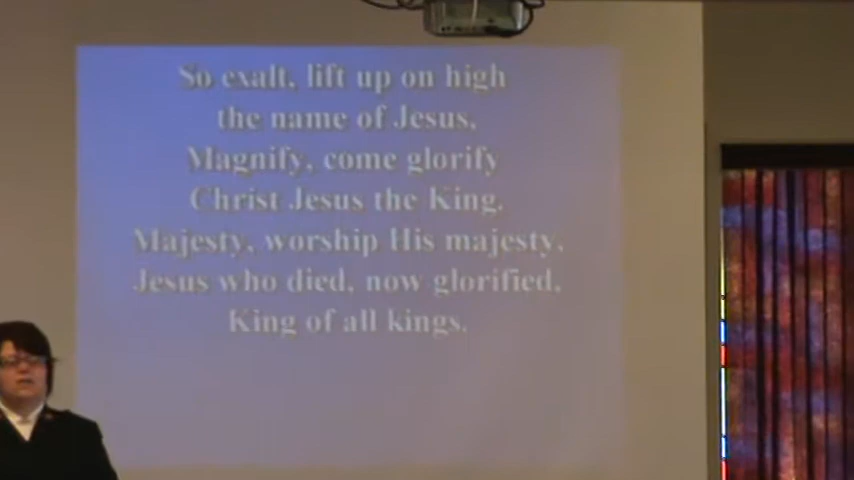 So exalt, lift up on high
the name of Jesus,
Magnify, come glorify
Christ Jesus the King.
Majesty, worship His majesty,
Jesus who died, now glorified,
King of all kings.